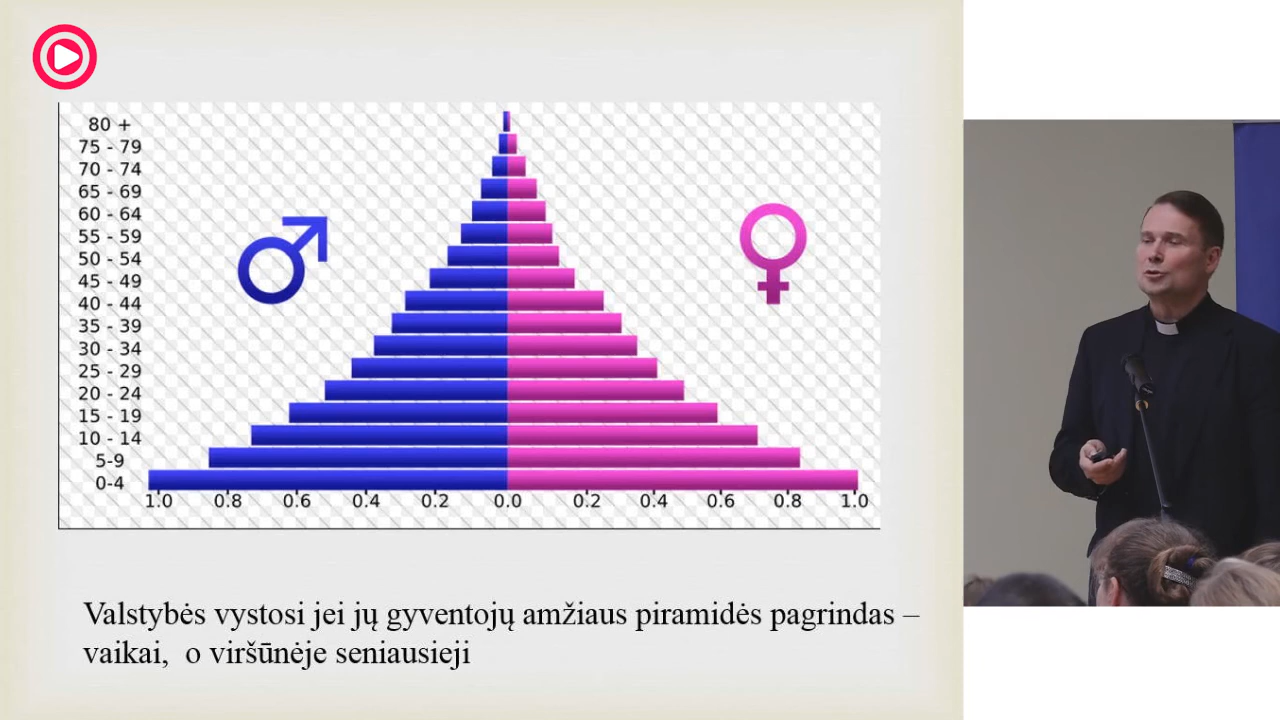 80 +
75 - 79
70 - 74
65 - 69
60 - 64
55 - 59
50 - 54
45 - 49
40 - 44
35 - 39
30 - 34
25 - 29
20 - 24
15 - 19
10 - 14
5-9
0-4
1.0 0.8 0.6 0.4 0.2 0.0 0.2 0.4 0.6 0.8 1.0
Valstybės vystosi jei jų gyventojų amžiaus piramidės pagrindas –
vaikai, o viršūnėje seniausieji